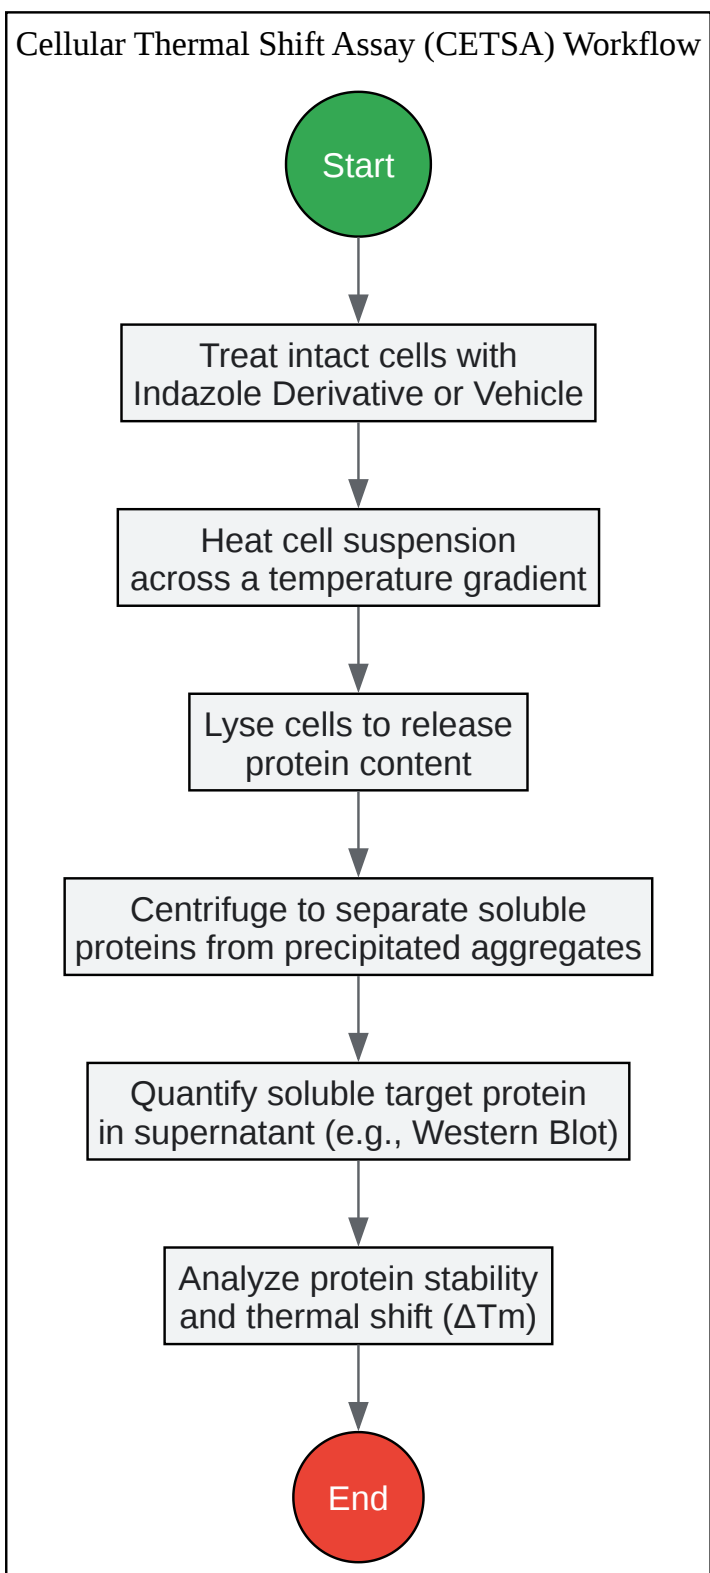 Cellular Thermal Shift Assay (CETSA) Workflow
Start
Treat intact cells with
Indazole Derivative or Vehicle
Heat cell suspension
across a temperature gradient
Lyse cells to release
protein content
Centrifuge to separate soluble
proteins from precipitated aggregates
Quantify soluble target protein
in supernatant (e.g., Western Blot)
Analyze protein stability
and thermal shift (ΔTm)
End